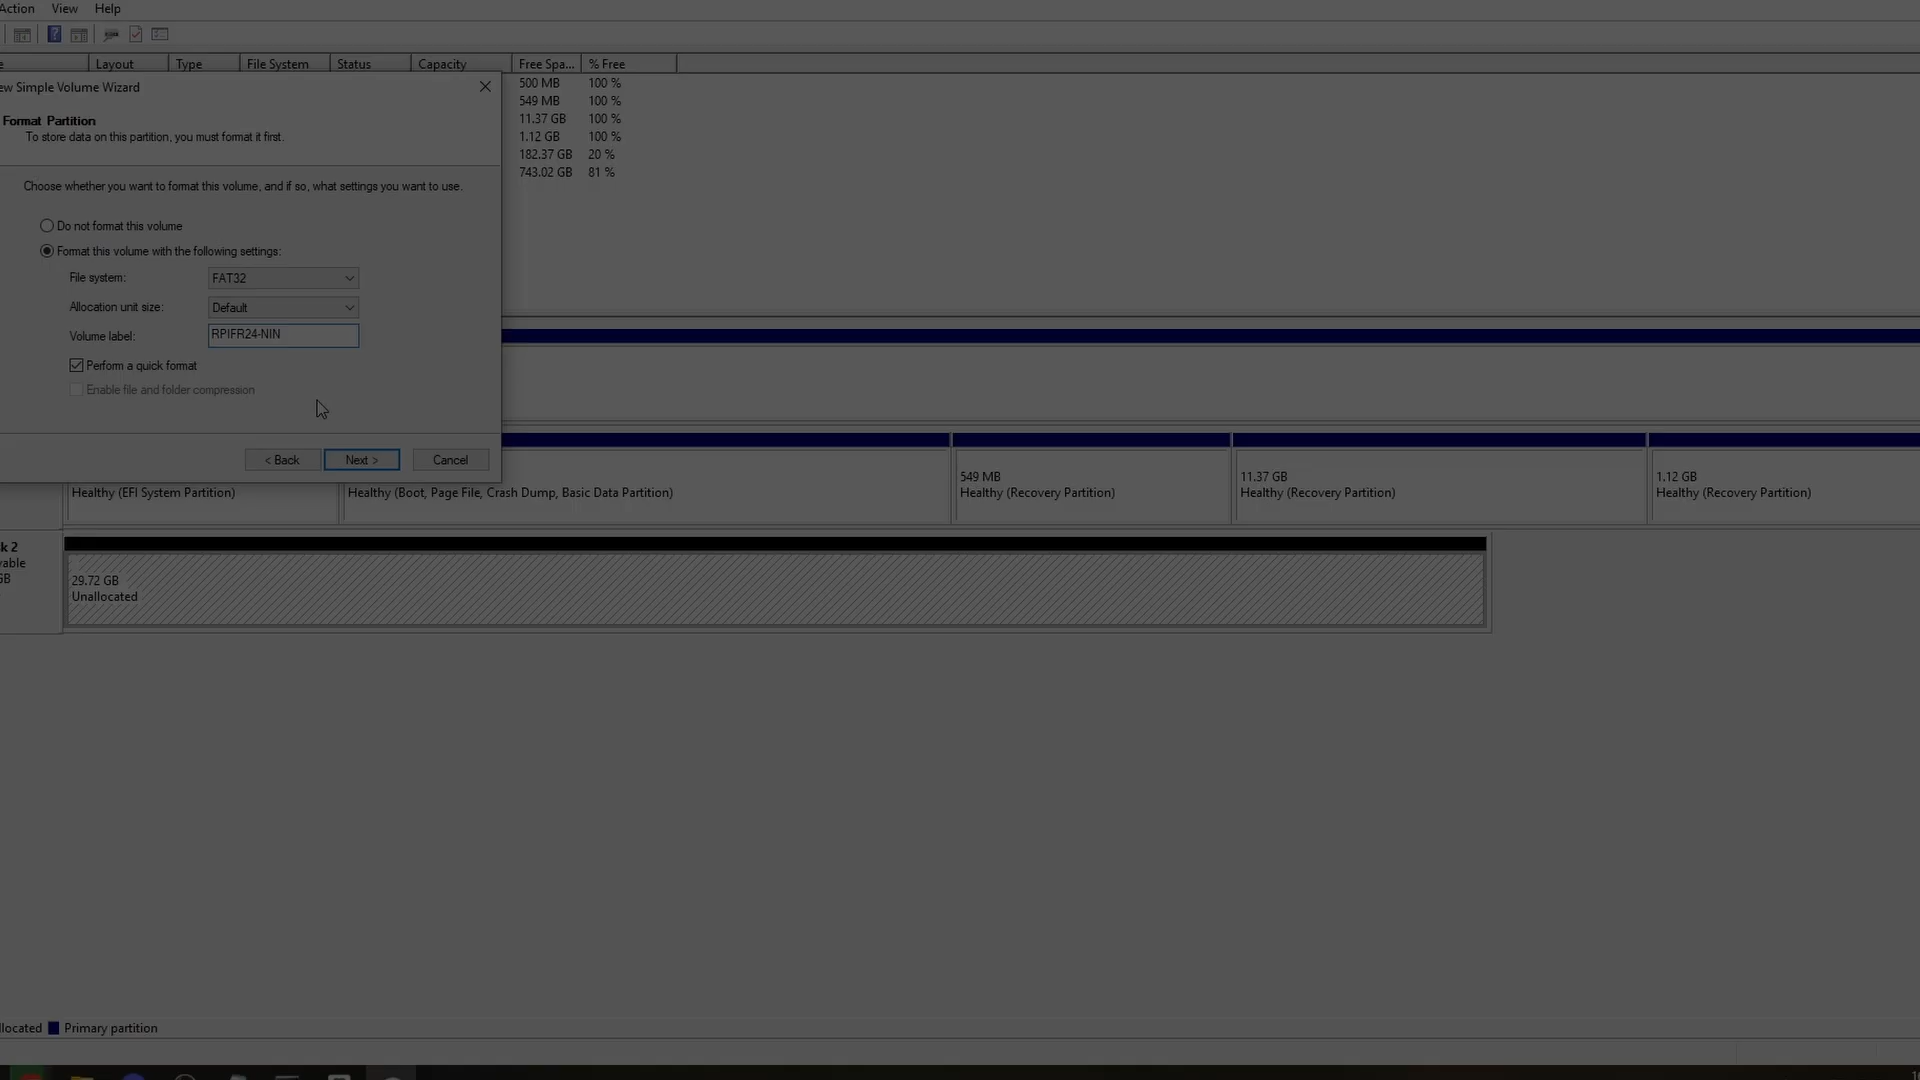 Action View Help
Layout Type File System Status Capacity Free Spa... % Free
500 MB 100 %
549 MB 100 %
11.37 GB 100 %
1.12 GB 100 %
182.37 GB 20 %
743.02 GB 81 %
ew Simple Volume Wizard
Format Partition
To store data on this partition, you must format it first.
Choose whether you want to format this volume, and if so, what settings you want to use.
Do not format this volume
Format this volume with the following settings:
File system: FAT32
Allocation unit size: Default
Volume label: RPIFR24-NIN
Perform a quick format
Enable file and folder compression
< Back Next > Cancel
549 MB 11.37 GB 1.12 GB
Healthy (EFI System Partition) Healthy (Boot, Page File, Crash Dump, Basic Data Partition) Healthy (Recovery Partition) Healthy (Recovery Partition) Healthy (Recovery Partition)
k 2
vable
GB
29.72 GB
Unallocated
llocated Primary partition